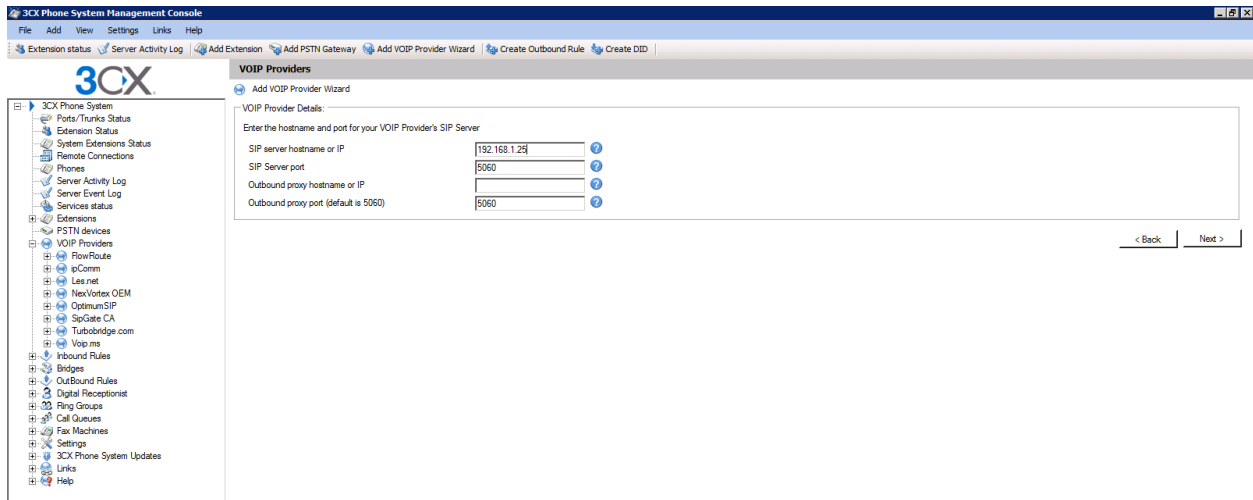 3CX Phone System Management Console
File Add View Settings Links Help
Extension status Server Activity Log Add Extension Add PSTN Gateway Add VOIP Provider Wizard Create Outbound Rule Create DID
3CX
VOIP Providers
Add VOIP Provider Wizard
3CX Phone System
Ports/Trunks Status
Extension Status
System Extensions Status
Remote Connections
Phones
Server Activity Log
Server Event Log
Services status
Extensions
PSTN devices
VOIP Providers
FlowRoute
ipComm
Les.net
NexVortex OEM
OptimumSIP
SipGate CA
Turbobridge.com
Voip.ms
Inbound Rules
Bridges
OutBound Rules
Digital Receptionist
Ring Groups
Call Queues
Fax Machines
Settings
3CX Phone System Updates
Links
Help
VOIP Provider Details:
Enter the hostname and port for your VOIP Provider's SIP Server
SIP server hostname or IP 192.168.1.25
SIP Server port 5060
Outbound proxy hostname or IP
Outbound proxy port (default is 5060) 5060
< Back Next >